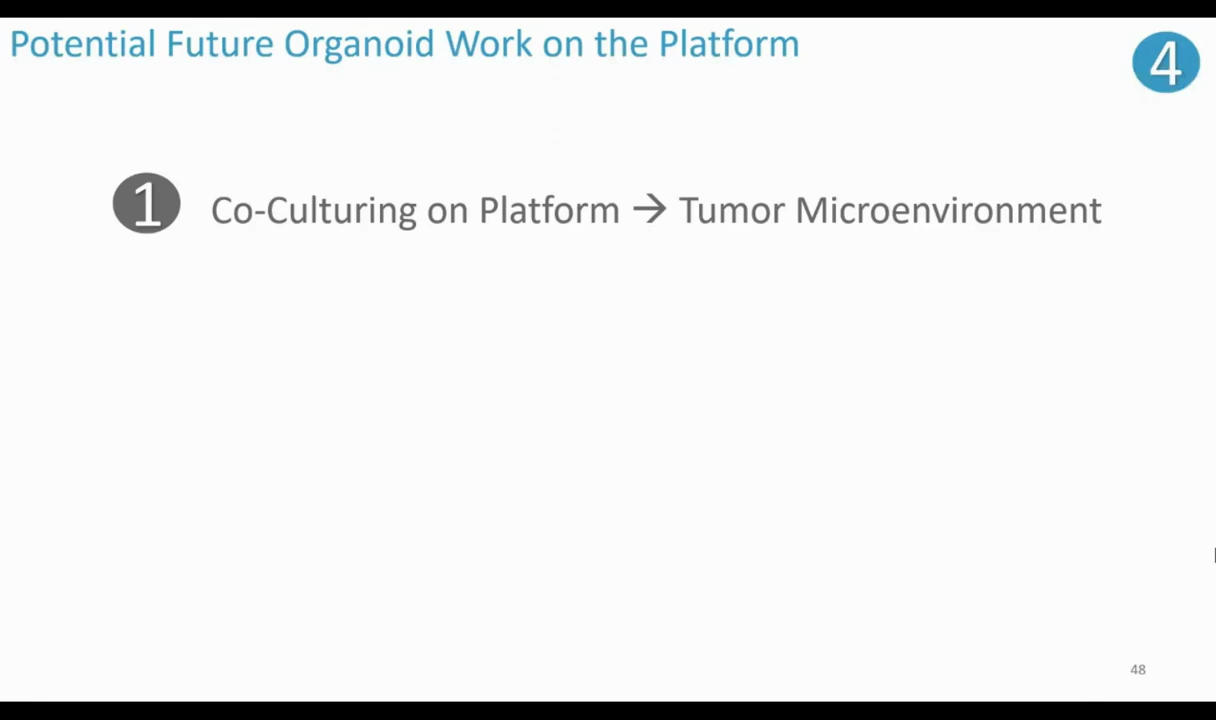 Potential Future Organoid Work on the Platform
4
1 Co-Culturing on Platform → Tumor Microenvironment
48